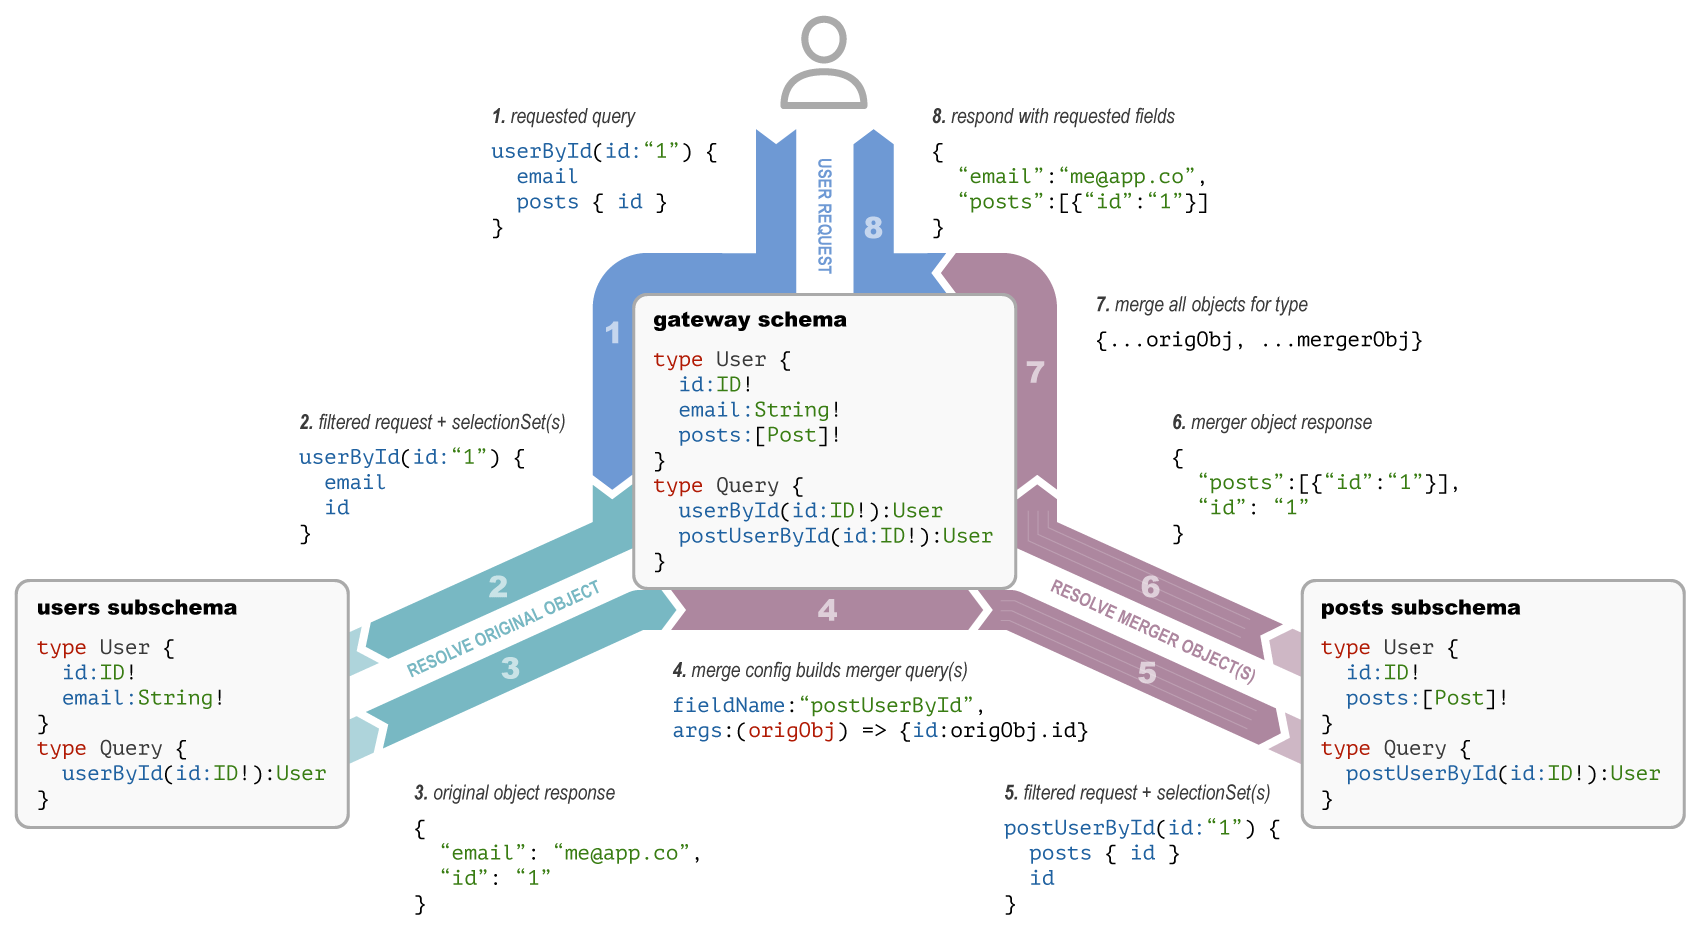 1. requested query
userById(id:“1”) {
email
posts { id }
}
8. respond with requested fields
{
“email”:“me@app.co”,
“posts”:[{“id”:“1”}]
}
USER REQUEST
8
1
7
gateway schema
type User {
id:ID!
email:String!
posts:[Post]!
}
type Query {
userById(id:ID!):User
postUserById(id:ID!):User
}
7. merge all objects for type
{...origObj, ...mergerObj}
2. filtered request + selectionSet(s)
userById(id:“1”) {
email
id
}
6. merger object response
{
“posts”:[{“id”:“1”}],
“id”: “1”
}
2
RESOLVE ORIGINAL OBJECT
3
4
6
RESOLVE MERGER OBJECT(S)
5
users subschema
type User {
id:ID!
email:String!
}
type Query {
userById(id:ID!):User
}
posts subschema
type User {
id:ID!
posts:[Post]!
}
type Query {
postUserById(id:ID!):User
}
4. merge config builds merger query(s)
fieldName:“postUserById”,
args:(origObj) => {id:origObj.id}
3. original object response
{
“email”: “me@app.co”,
“id”: “1”
}
5. filtered request + selectionSet(s)
postUserById(id:“1”) {
posts { id }
id
}